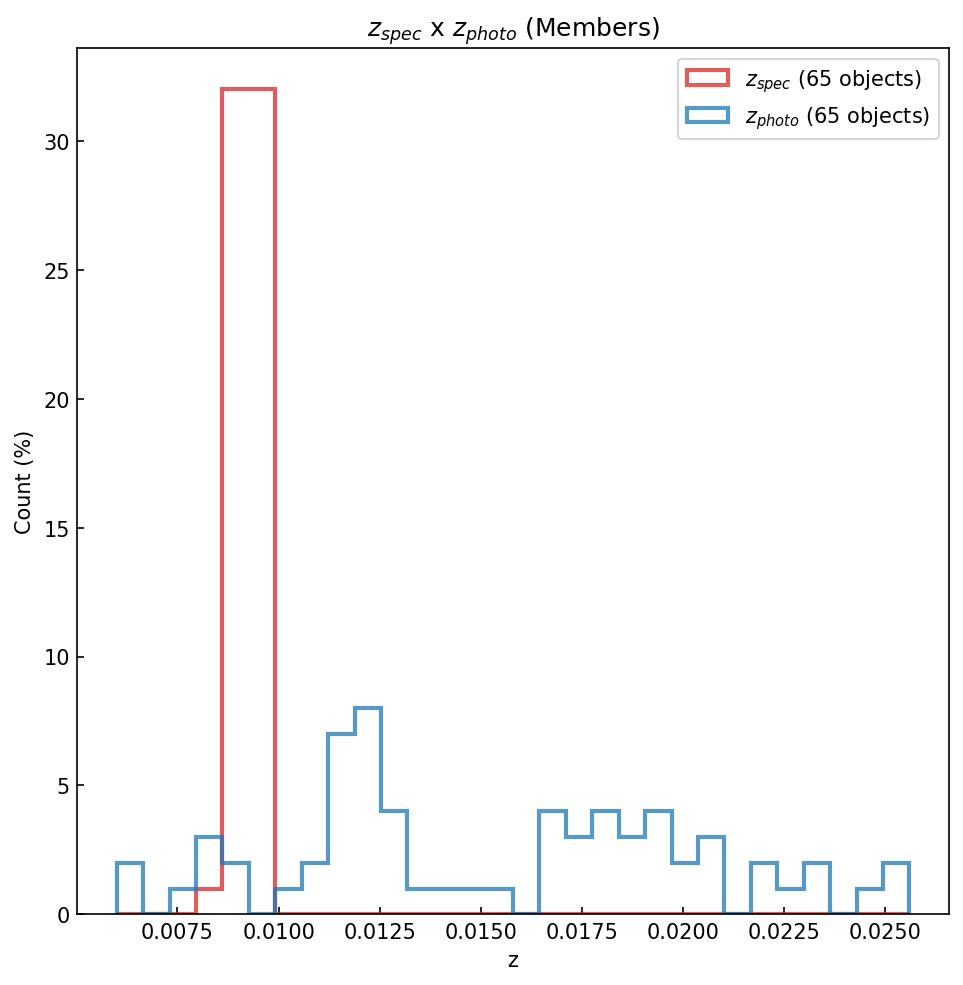 z_spec x z_photo (Members)
z_spec (65 objects)
z_photo (65 objects)
Count (%)
30
25
20
15
10
5
0
0.0075 0.0100 0.0125 0.0150 0.0175 0.0200 0.0225 0.0250
z